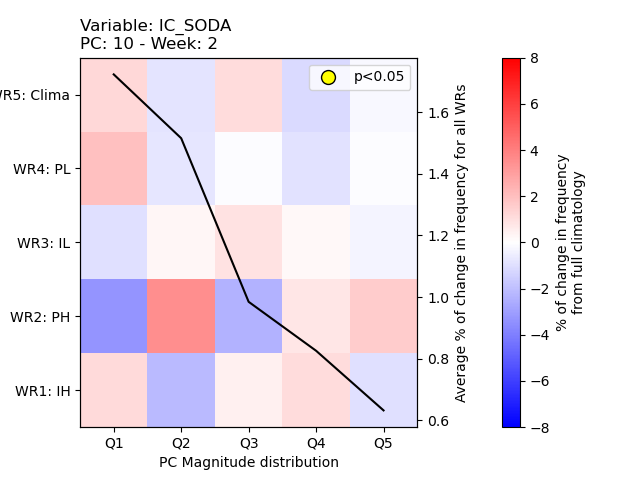 Variable: IC_SODA
PC: 10 - Week: 2
p<0.05
WR5: Clima
WR4: PL
WR3: IL
WR2: PH
WR1: IH
Q1 Q2 Q3 Q4 Q5
PC Magnitude distribution
1.6
1.4
1.2
1.0
0.8
0.6
Average % of change in frequency for all WRs
8
6
4
2
0
−2
−4
−6
−8
% of change in frequency
from full climatology